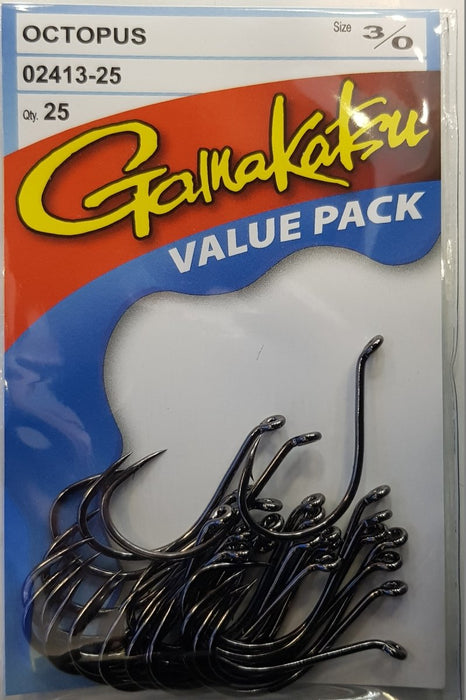 OCTOPUS
Size 3/0
02413-25
Qty. 25
Gamakatsu
VALUE PACK